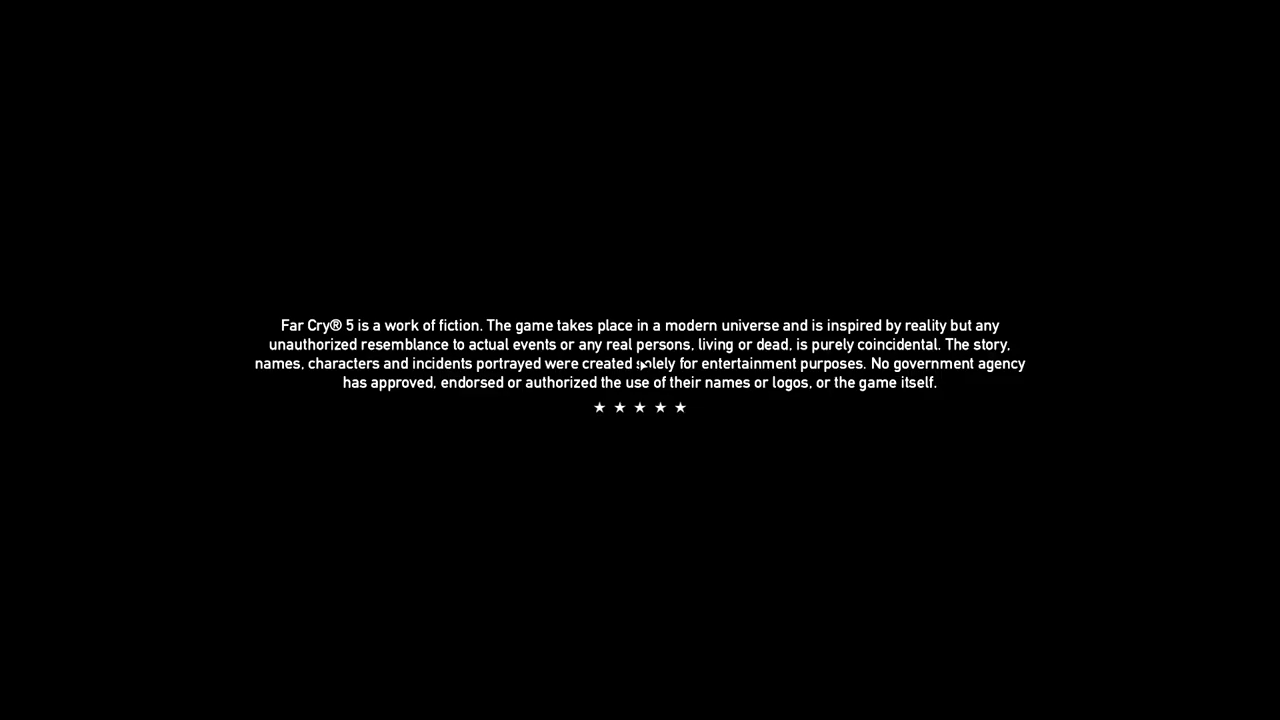 Far Cry® 5 is a work of fiction. The game takes place in a modern universe and is inspired by reality but any
unauthorized resemblance to actual events or any real persons, living or dead, is purely coincidental. The story,
names, characters and incidents portrayed were created solely for entertainment purposes. No government agency
has approved, endorsed or authorized the use of their names or logos, or the game itself.
★ ★ ★ ★ ★